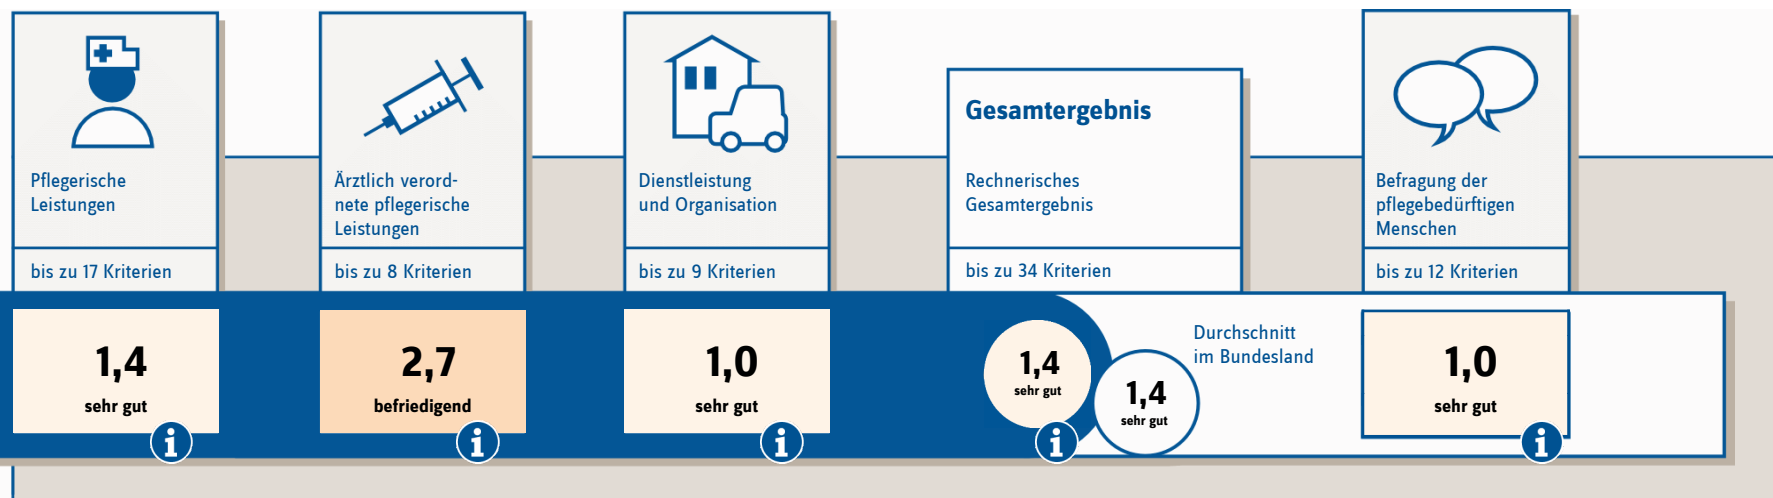 Pflegerische
Leistungen
bis zu 17 Kriterien
1,4
sehr gut
i
Ärztlich verord-
nete pflegerische
Leistungen
bis zu 8 Kriterien
2,7
befriedigend
i
Dienstleistung
und Organisation
bis zu 9 Kriterien
1,0
sehr gut
i
Gesamtergebnis
Rechnerisches
Gesamtergebnis
bis zu 34 Kriterien
1,4
sehr gut
i
1,4
sehr gut
Durchschnitt
im Bundesland
Befragung der
pflegebedürftigen
Menschen
bis zu 12 Kriterien
1,0
sehr gut
i